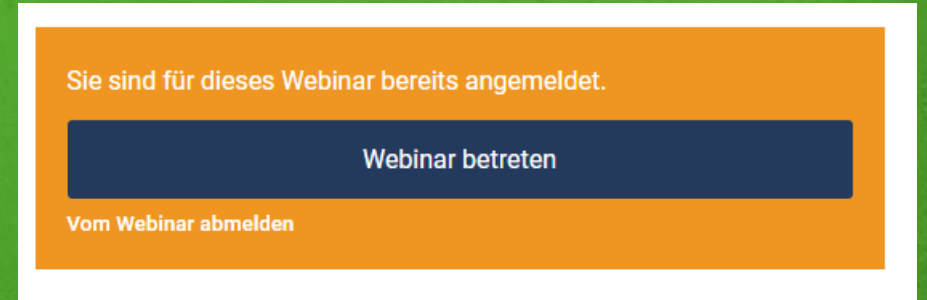 Sie sind für dieses Webinar bereits angemeldet.
Webinar betreten
Vom Webinar abmelden